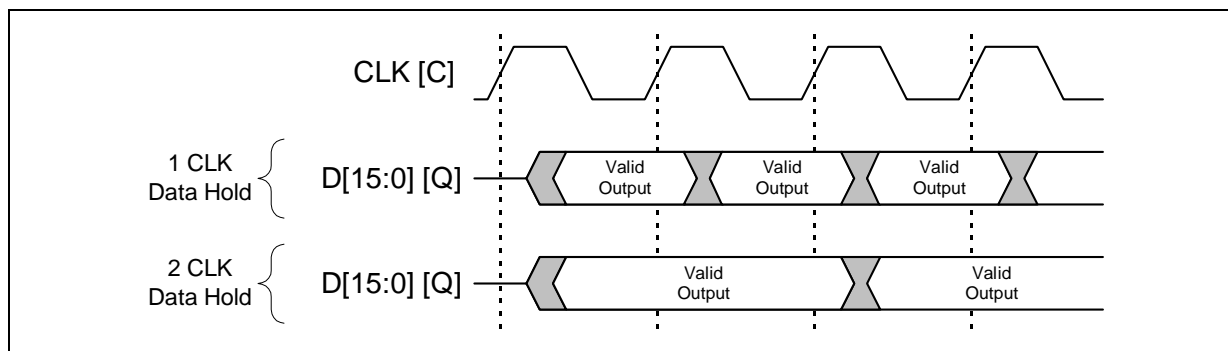 CLK [C]
1 CLK
Data Hold
D[15:0] [Q]
Valid
Output
Valid
Output
Valid
Output
2 CLK
Data Hold
D[15:0] [Q]
Valid
Output
Valid
Output